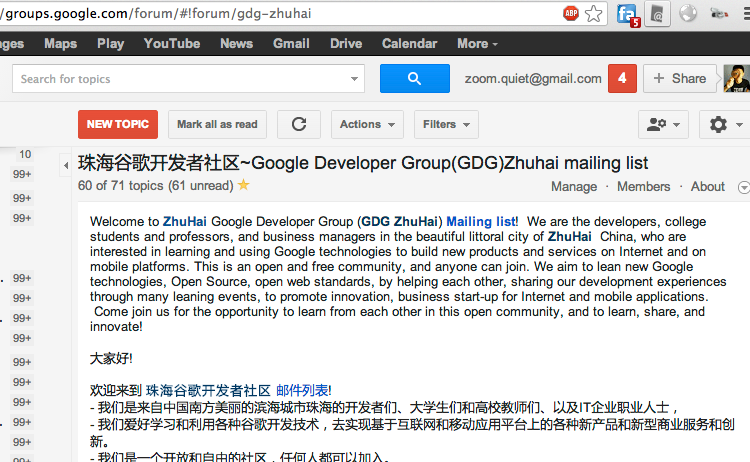 /groups.google.com/forum/#!forum/gdg-zhuhai
ABP
5
ges Maps Play YouTube News Gmail Drive Calendar More
Search for topics
zoom.quiet@gmail.com 4 + Share
NEW TOPIC Mark all as read Actions Filters
10
99+
99+
99+
99+
99+
99+
99+
99+
99+
99+
99+
珠海谷歌开发者社区~Google Developer Group(GDG)Zhuhai mailing list
60 of 71 topics (61 unread)
Manage · Members · About
Welcome to ZhuHai Google Developer Group (GDG ZhuHai) Mailing list! We are the developers, college
students and professors, and business managers in the beautiful littoral city of ZhuHai China, who are
interested in learning and using Google technologies to build new products and services on Internet and on
mobile platforms. This is an open and free community, and anyone can join. We aim to lean new Google
technologies, Open Source, open web standards, by helping each other, sharing our development experiences
through many leaning events, to promote innovation, business start-up for Internet and mobile applications.
Come join us for the opportunity to learn from each other in this open community, and to learn, share, and
innovate!
大家好!
欢迎来到 珠海谷歌开发者社区 邮件列表!
- 我们是来自中国南方美丽的滨海城市珠海的开发者们、大学生们和高校教师们、以及IT企业职业人士，
- 我们爱好学习和利用各种谷歌开发技术，去实现基于互联网和移动应用平台上的各种新产品和新型商业服务和创
新。
- 我们是一个开放和自由的社区，任何人都可以加入。